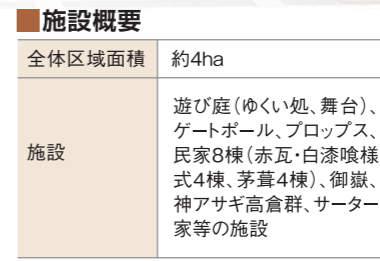 ■施設概要
全体区域面積 約4ha
施設
遊び庭(ゆくい処、舞台)、
ゲートポール、プロップス、
民家8棟(赤瓦・白漆喰様
式4棟、茅葺4棟)、御嶽、
神アサギ高倉群、サーター
家等の施設